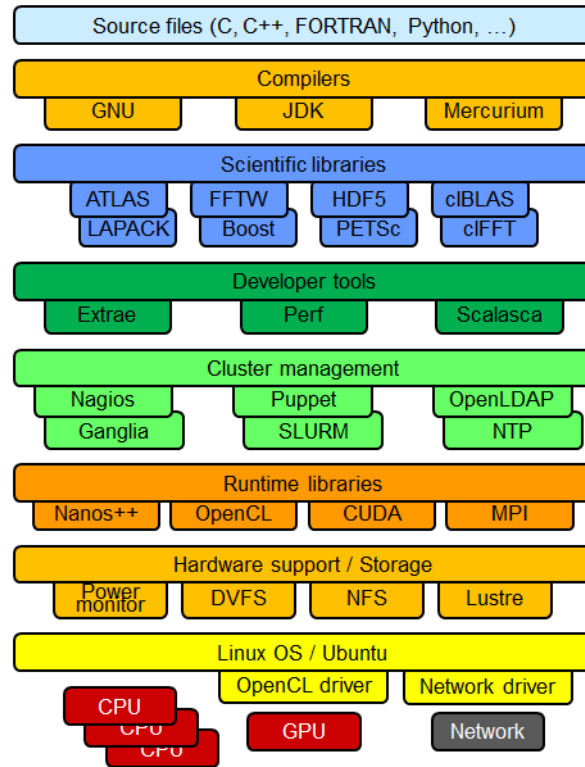 Source files (C, C++, FORTRAN, Python, …)
Compilers
GNU JDK Mercurium
Scientific libraries
ATLAS FFTW HDF5 clBLAS
LAPACK Boost PETSc clFFT
Developer tools
Extrae Perf Scalasca
Cluster management
Nagios Puppet OpenLDAP
Ganglia SLURM NTP
Runtime libraries
Nanos++ OpenCL CUDA MPI
Hardware support / Storage
Power
monitor DVFS NFS Lustre
Linux OS / Ubuntu
OpenCL driver Network driver
CPU
CPU GPU Network
CPU